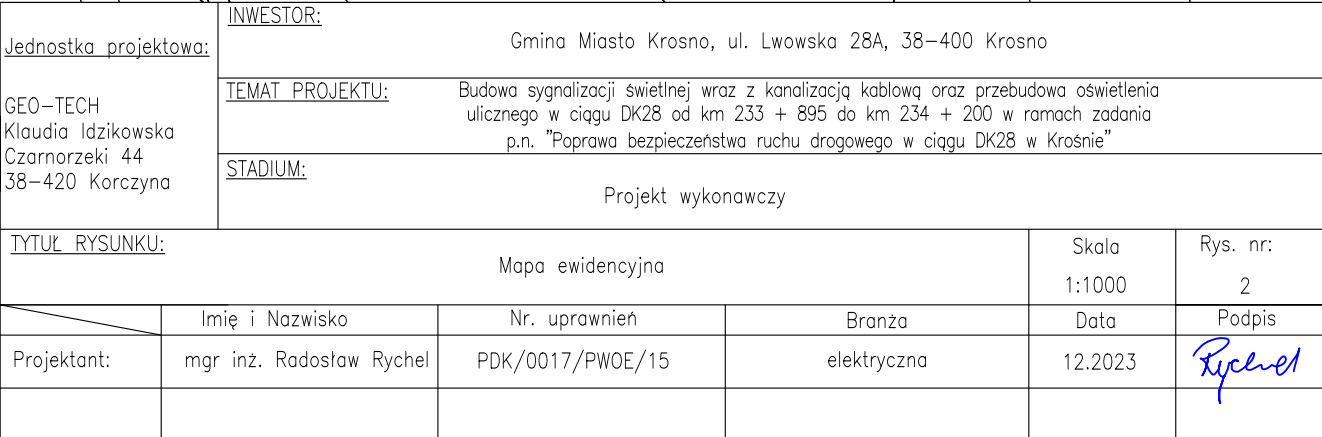 Jednostka projektowa:
GEO-TECH
Klaudia Idzikowska
Czarnorzeki 44
38-420 Korczyna
INWESTOR:
Gmina Miasto Krosno, ul. Lwowska 28A, 38-400 Krosno
TEMAT PROJEKTU:
Budowa sygnalizacji świetlnej wraz z kanalizacją kablową oraz przebudowa oświetlenia
ulicznego w ciągu DK28 od km 233 + 895 do km 234 + 200 w ramach zadania
p.n. "Poprawa bezpieczeństwa ruchu drogowego w ciągu DK28 w Krośnie"
STADIUM:
Projekt wykonawczy
TYTUŁ RYSUNKU:
Mapa ewidencyjna
Skala
1:1000
Rys. nr:
2
Imię i Nazwisko
Nr. uprawnień
Branża
Data
Podpis
Projektant:
mgr inż. Radosław Rychel
PDK/0017/PWOE/15
elektryczna
12.2023
Rychel